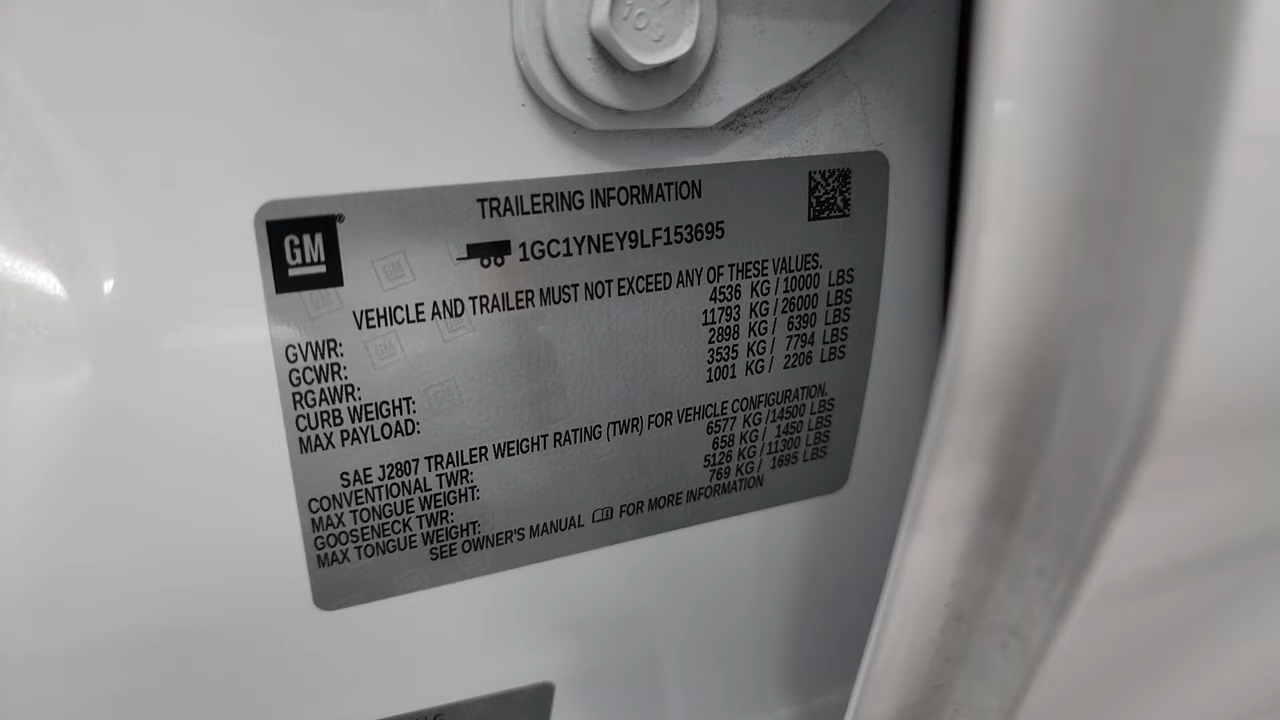 10.9
TRAILERING INFORMATION
GM®
1GC1YNEY9LF153695
VEHICLE AND TRAILER MUST NOT EXCEED ANY OF THESE VALUES.
GVWR: 4536 KG / 10000 LBS
GCWR: 11793 KG / 26000 LBS
RGAWR: 2898 KG / 6390 LBS
CURB WEIGHT: 3535 KG / 7794 LBS
MAX PAYLOAD: 1001 KG / 2206 LBS
SAE J2807 TRAILER WEIGHT RATING (TWR) FOR VEHICLE CONFIGURATION.
CONVENTIONAL TWR: 6577 KG /14500 LBS
MAX TONGUE WEIGHT: 658 KG / 1450 LBS
GOOSENECK TWR: 5126 KG /11300 LBS
MAX TONGUE WEIGHT: 769 KG / 1695 LBS
SEE OWNER'S MANUAL FOR MORE INFORMATION